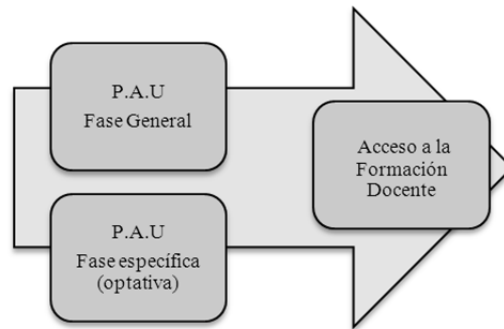 P.A.U
Fase General
P.A.U
Fase específica
(optativa)
Acceso a la
Formación
Docente